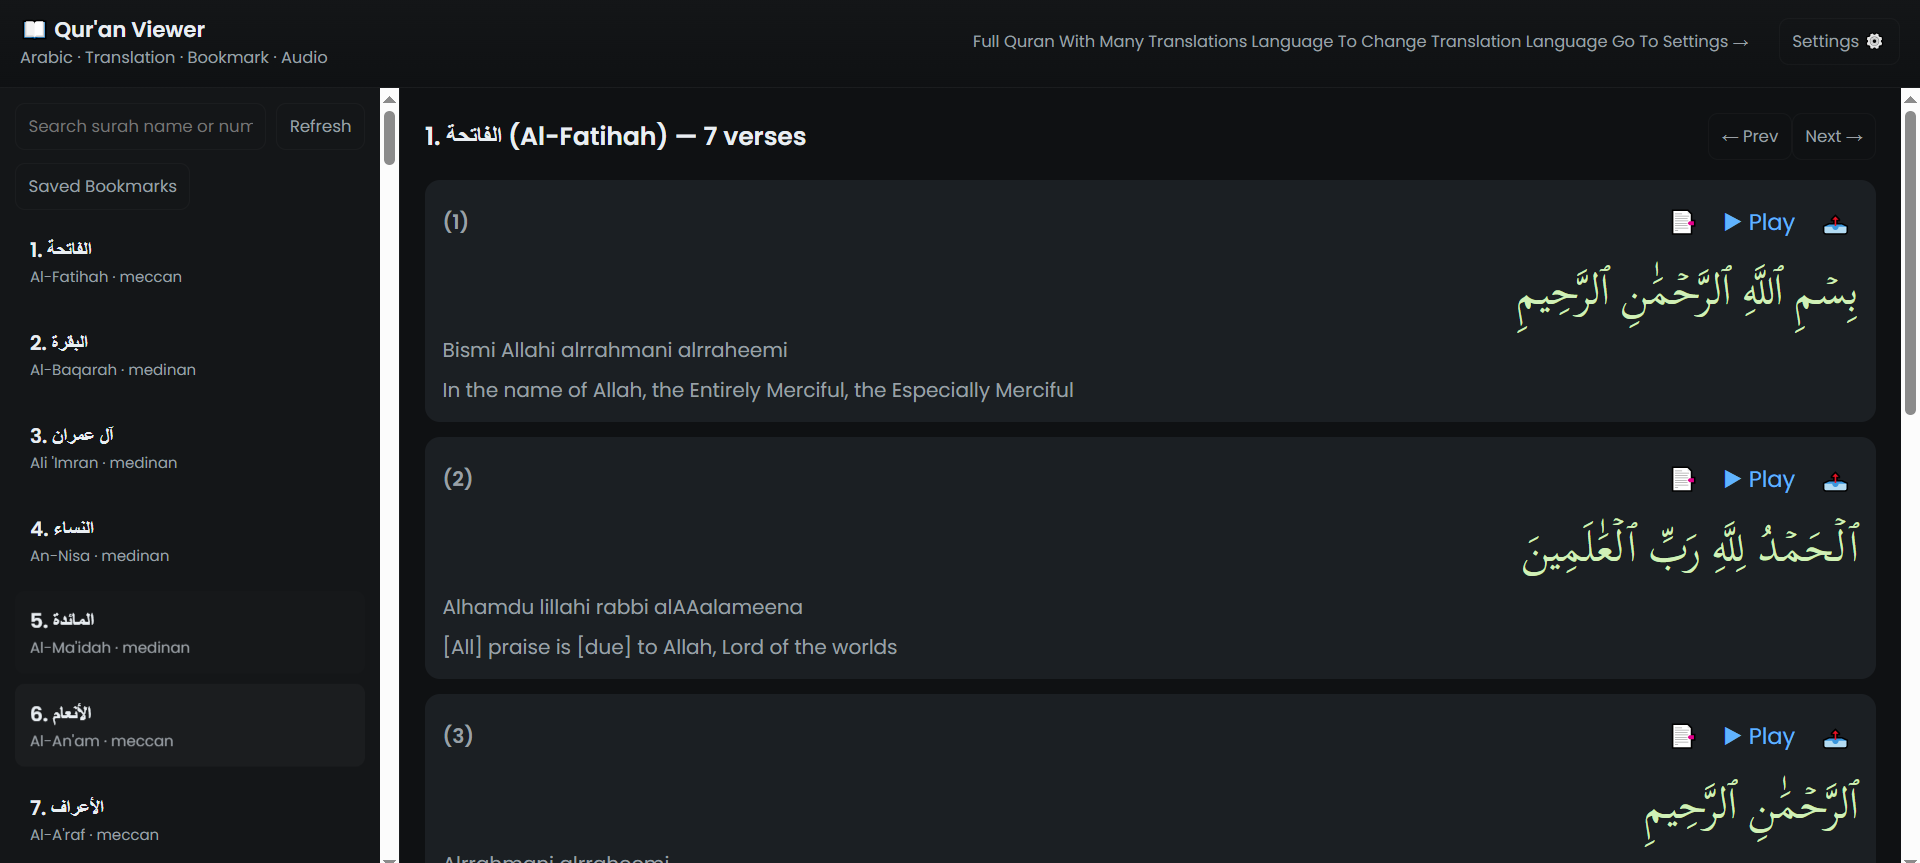 Qur'an Viewer
Arabic · Translation · Bookmark · Audio
Full Quran With Many Translations Language To Change Translation Language Go To Settings →
Settings
Search surah name or num
Refresh
Saved Bookmarks
1. الفاتحة
Al-Fatihah · meccan
2. البقرة
Al-Baqarah · medinan
3. آل عمران
Ali 'Imran · medinan
4. النساء
An-Nisa · medinan
5. المائدة
Al-Ma'idah · medinan
6. الأنعام
Al-An'am · meccan
7. الأعراف
Al-A'raf · meccan
1. الفاتحة (Al-Fatihah) — 7 verses
← Prev
Next →
(1)
▶ Play
بِسۡمِ ٱللَّهِ ٱلرَّحۡمَٰنِ ٱلرَّحِيمِ
Bismi Allahi alrrahmani alrraheemi
In the name of Allah, the Entirely Merciful, the Especially Merciful
(2)
▶ Play
ٱلۡحَمۡدُ لِلَّهِ رَبِّ ٱلۡعَٰلَمِينَ
Alhamdu lillahi rabbi alAAalameena
[All] praise is [due] to Allah, Lord of the worlds
(3)
▶ Play
ٱلرَّحۡمَٰنِ ٱلرَّحِيمِ
Alrrahmani alrraheemi